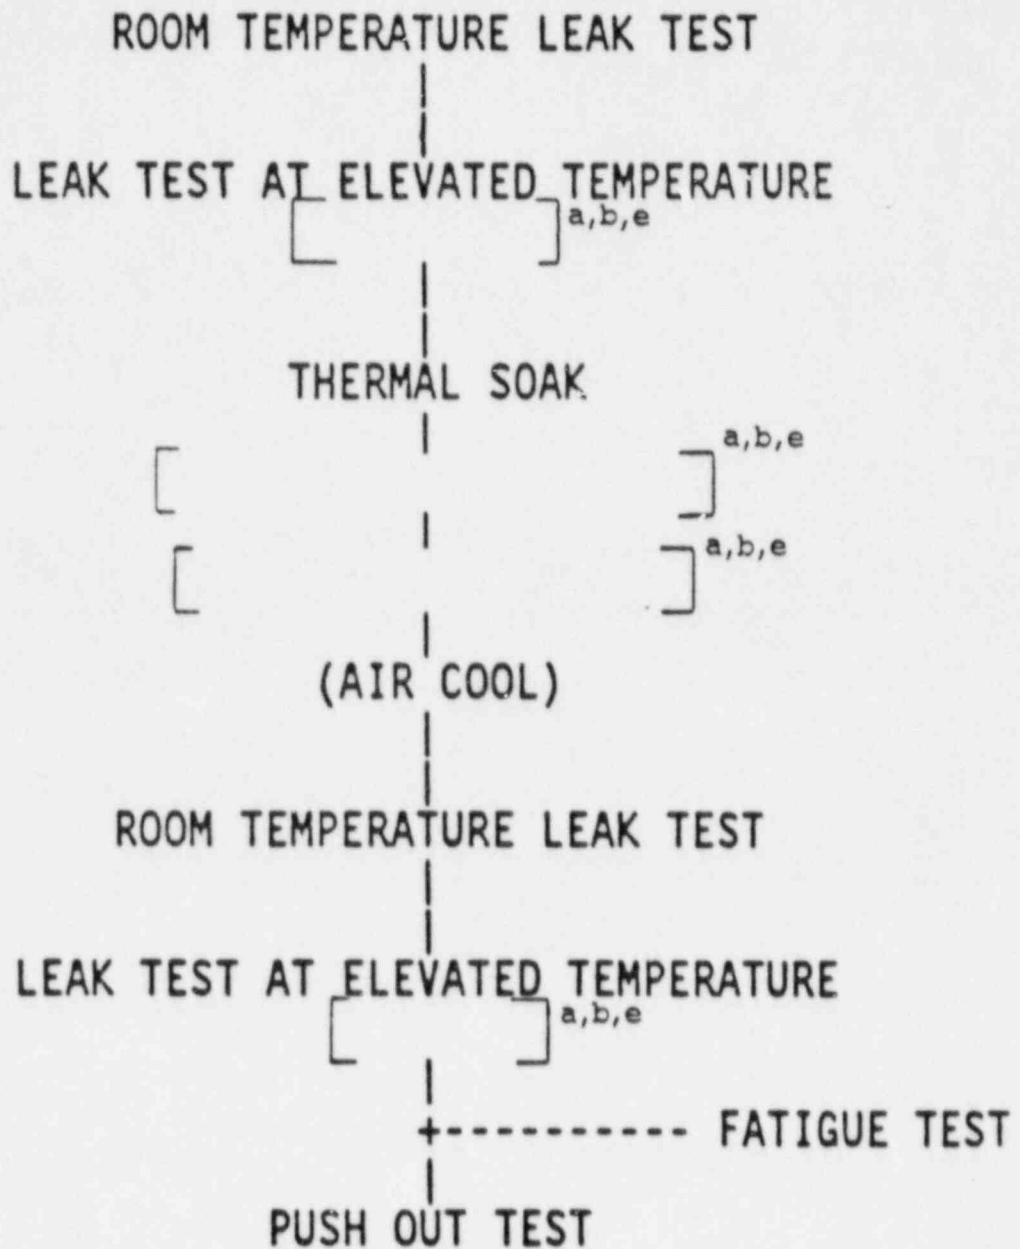 ROOM TEMPERATURE LEAK TEST
LEAK TEST AT ELEVATED TEMPERATURE
[ ] a,b,e
THERMAL SOAK
[ ] a,b,e
[ ] a,b,e
(AIR COOL)
ROOM TEMPERATURE LEAK TEST
LEAK TEST AT ELEVATED TEMPERATURE
[ ] a,b,e
+---------- FATIGUE TEST
PUSH OUT TEST